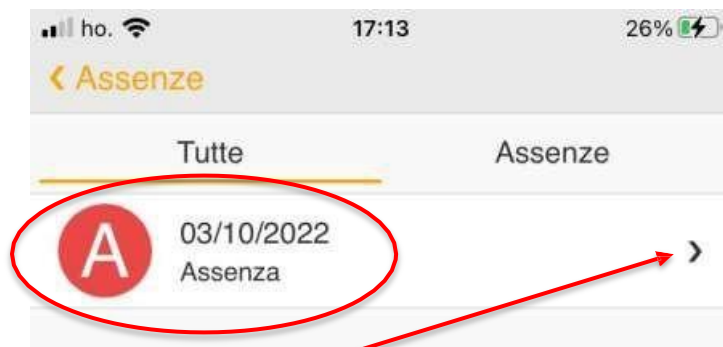 ho. 17:13 26%
< Assenze
Tutte Assenze
A 03/10/2022
Assenza >